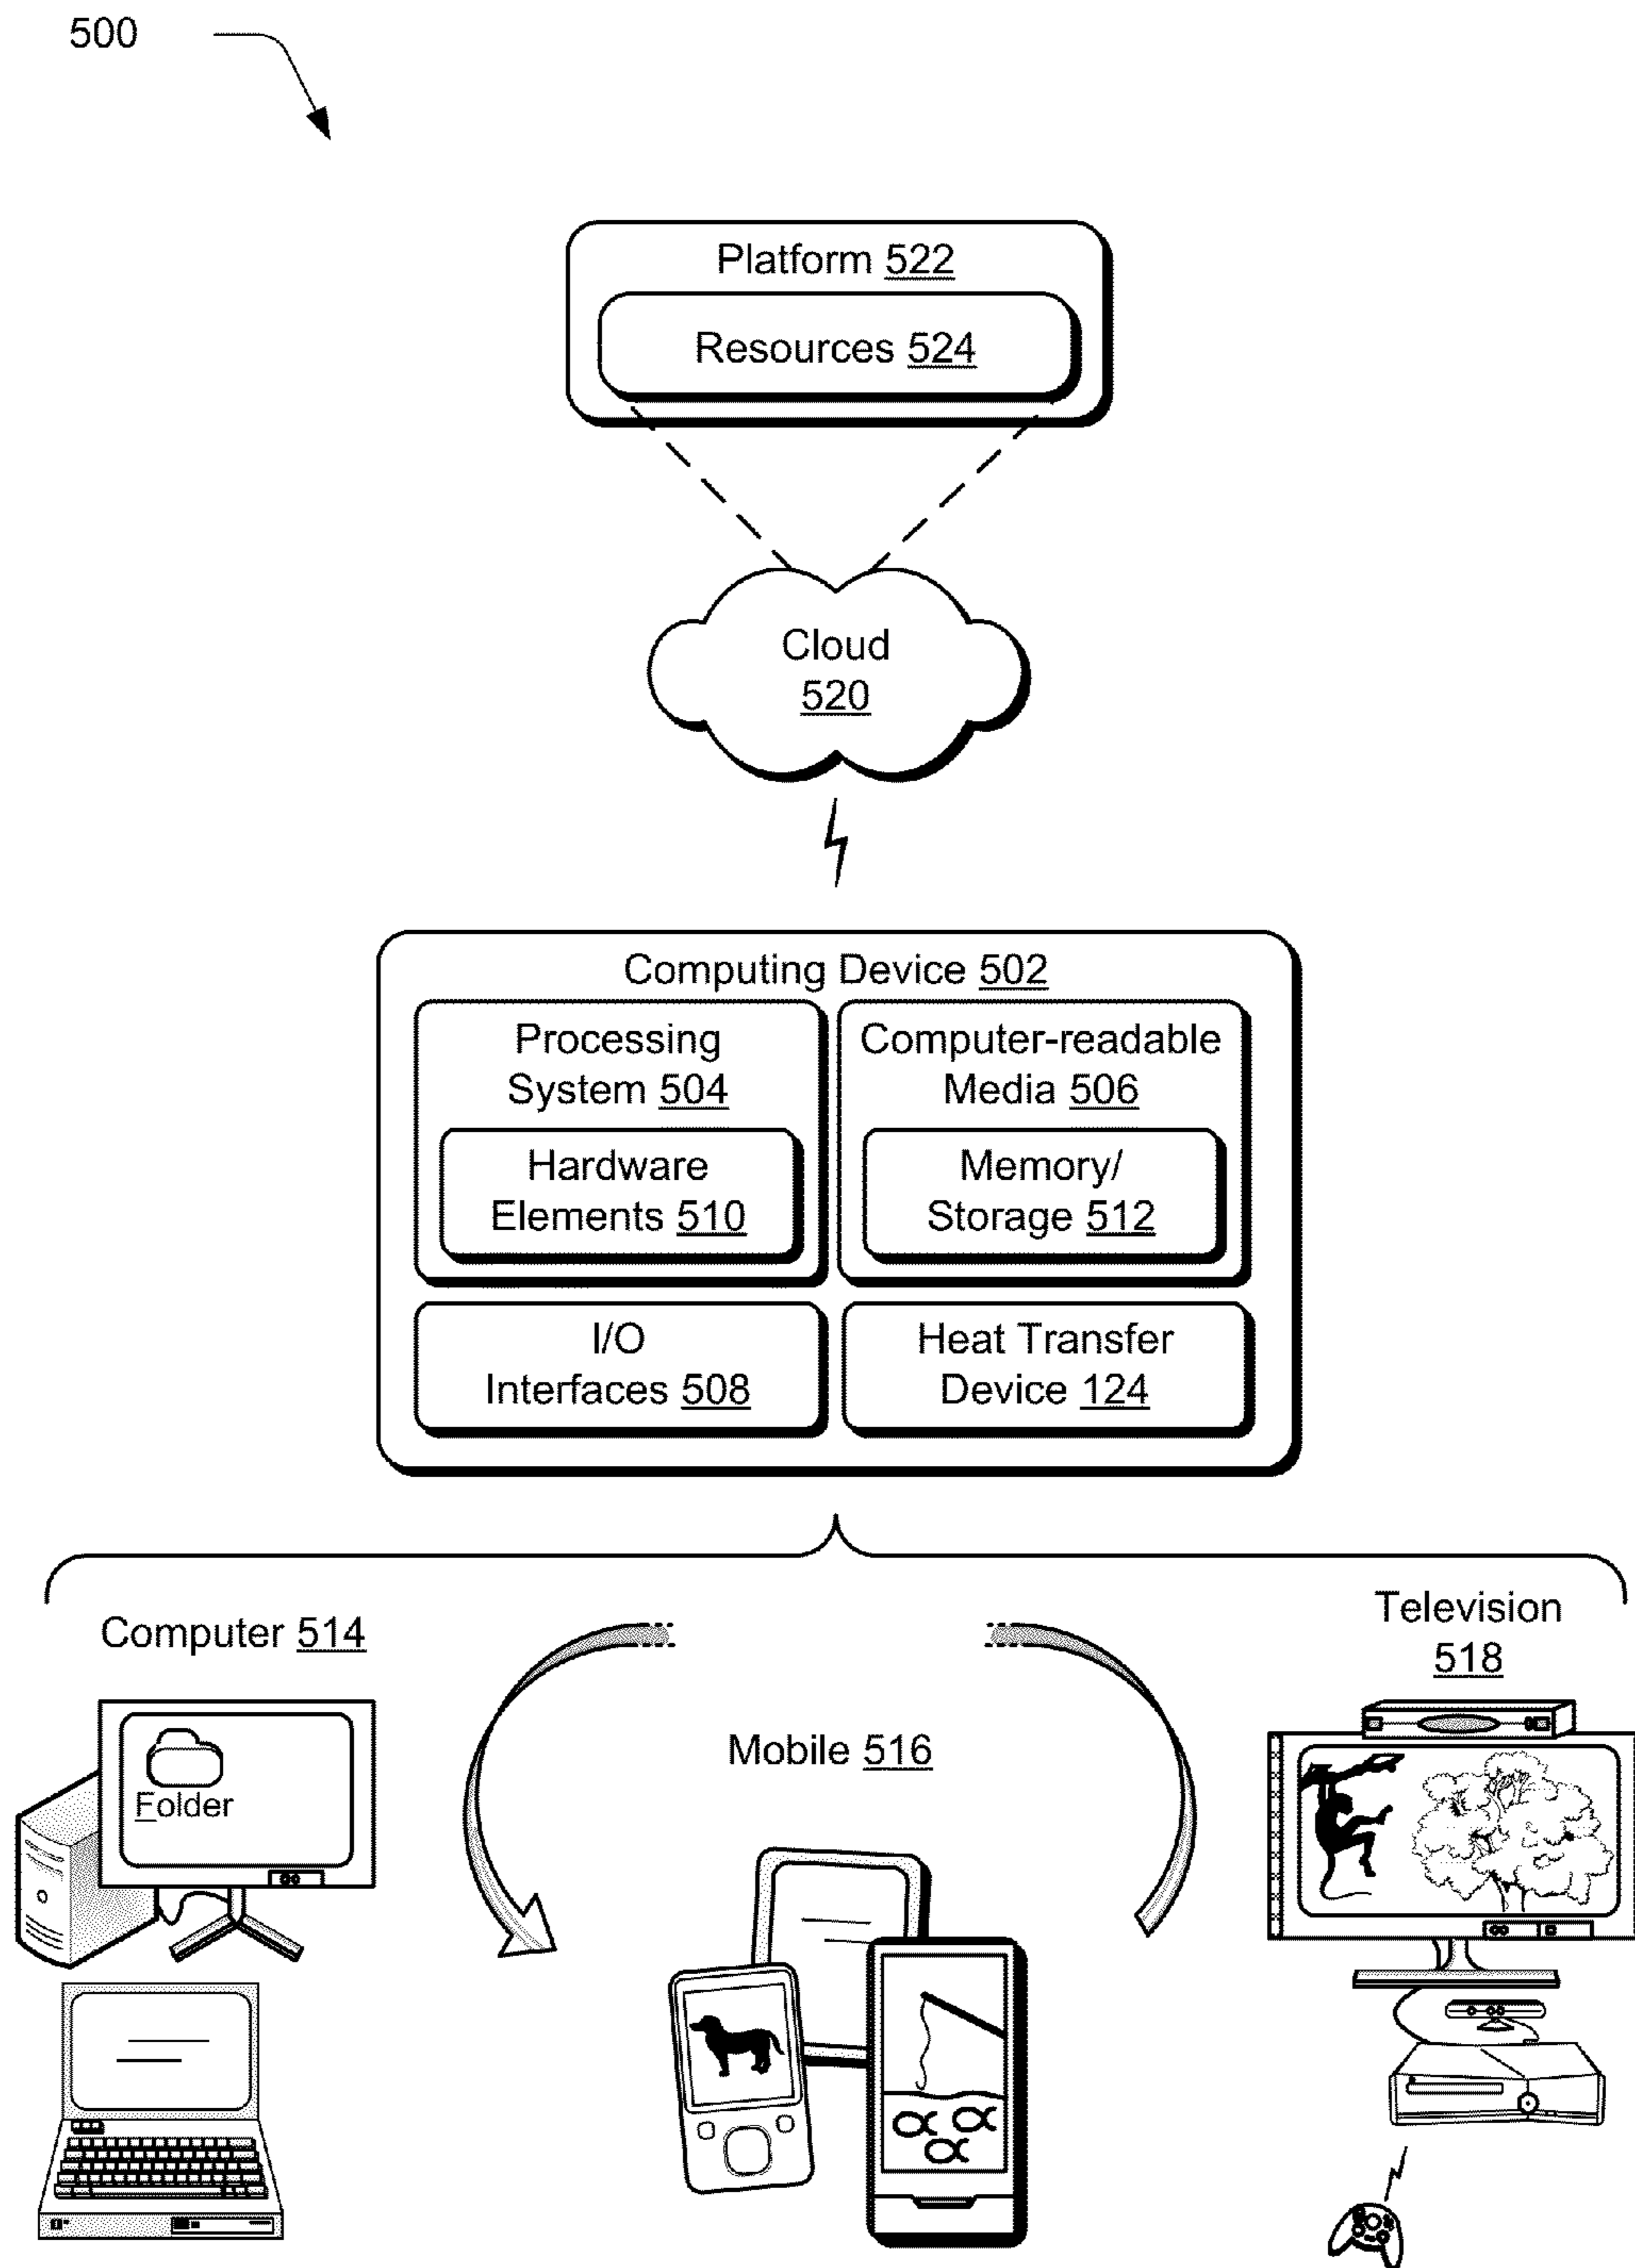 500
Platform 522
Resources 524
Cloud
520
Computing Device 502
Processing
System 504
Computer-readable
Media 506
Hardware
Elements 510
Memory/
Storage 512
I/O
Interfaces 508
Heat Transfer
Device 124
Computer 514
Television
518
Mobile 516
Folder